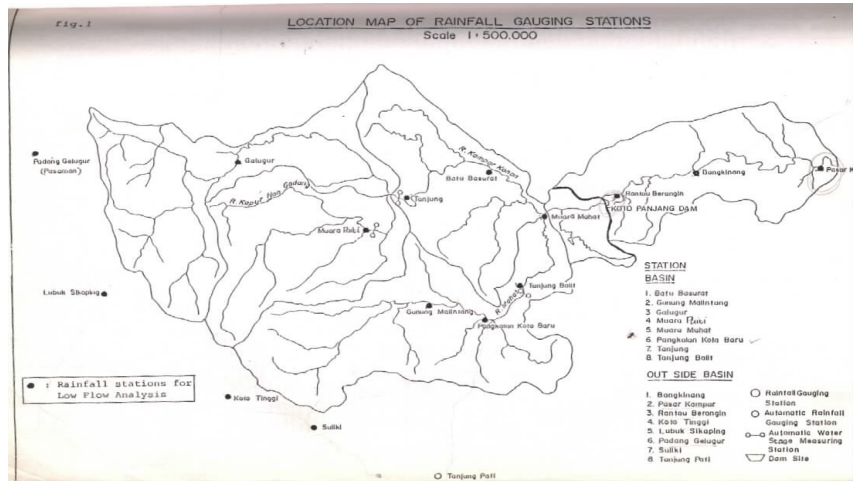 fig.1
LOCATION MAP OF RAINFALL GAUGING STATIONS
Scale 1:500,000
Padang Gelugur
(Pasaman)
Galugur
R. Kampar Kanan
Batu Basurat
Bangkinang
Pasar K
R. Kapur Nan Gadang
Tanjung
Rantau Berangin
KOTO PANJANG DAM
Muara Mahat
Muara
Lubuk Sikaping
Tanjung Balit
R. Mahat
Gunung Malintang
Pangkalan Koto Baru
STATION
BASIN
1. Batu Basurat
2. Gunung Malintang
3 Galugur
4 Muara
5. Muara Muhat
6. Pangkalan Koto Baru
7. Tanjung
8. Tanjung Balit
OUT SIDE BASIN
1. Bangkinang
2. Pasar Kampar
3. Rantau Berangin
4. Koto Tinggi
5. Lubuk Sikaping
6. Padang Gelugur
7. Suliki
8. Tanjung Pati
Rainfall Gauging
Station
Automatic Rainfall
Gauging Station
Automatic Water
Stage Measuring
Station
Dam Site
: Rainfall stations for
Low Flow Analysis
Koto Tinggi
Suliki
Tanjung Pati